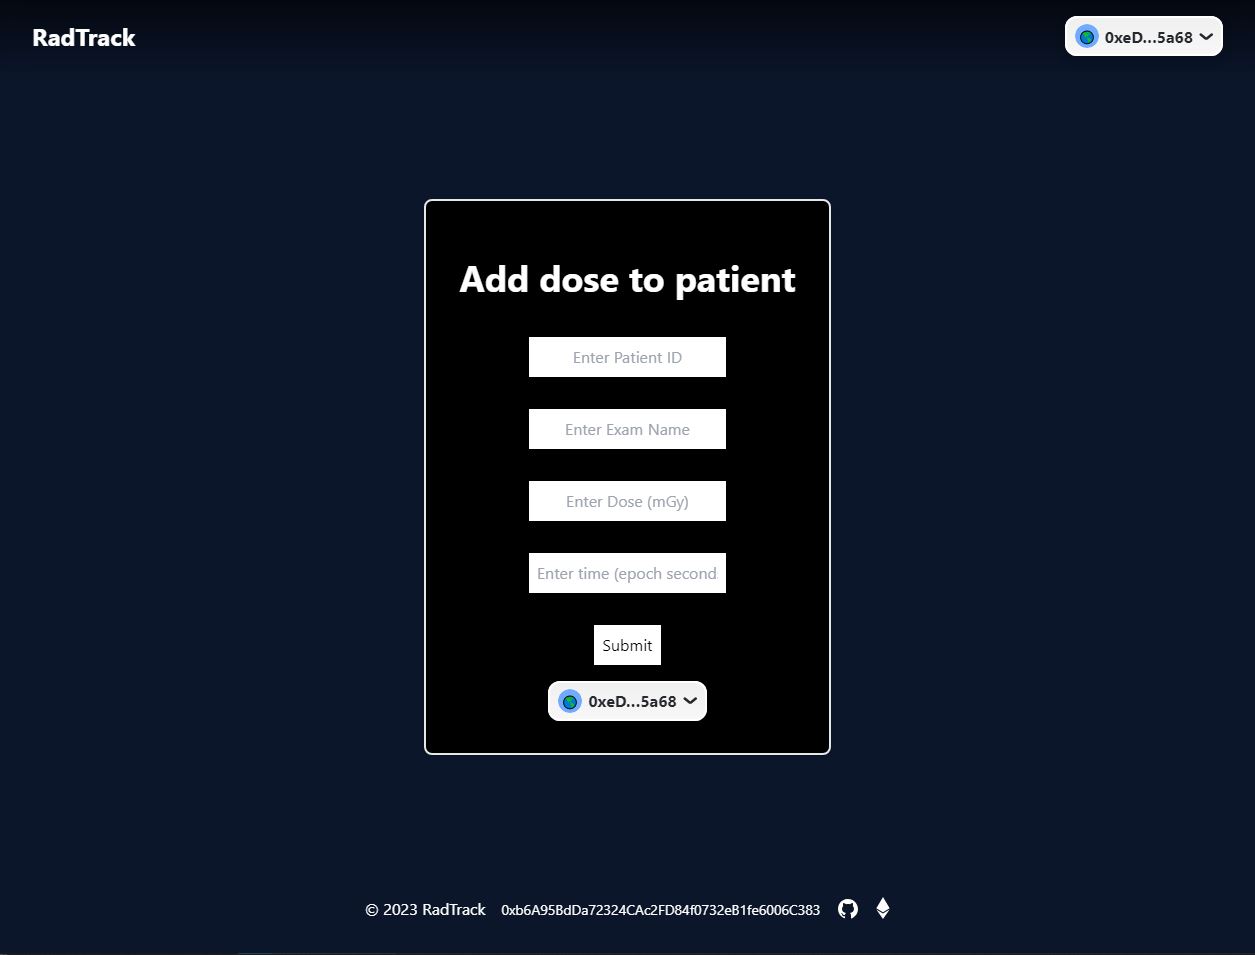 RadTrack
0xeD...5a68
Add dose to patient
Enter Patient ID
Enter Exam Name
Enter Dose (mGy)
Enter time (epoch second
Submit
0xeD...5a68
© 2023 RadTrack 0xb6A95BdDa72324CAc2FD84f0732eB1fe6006C383